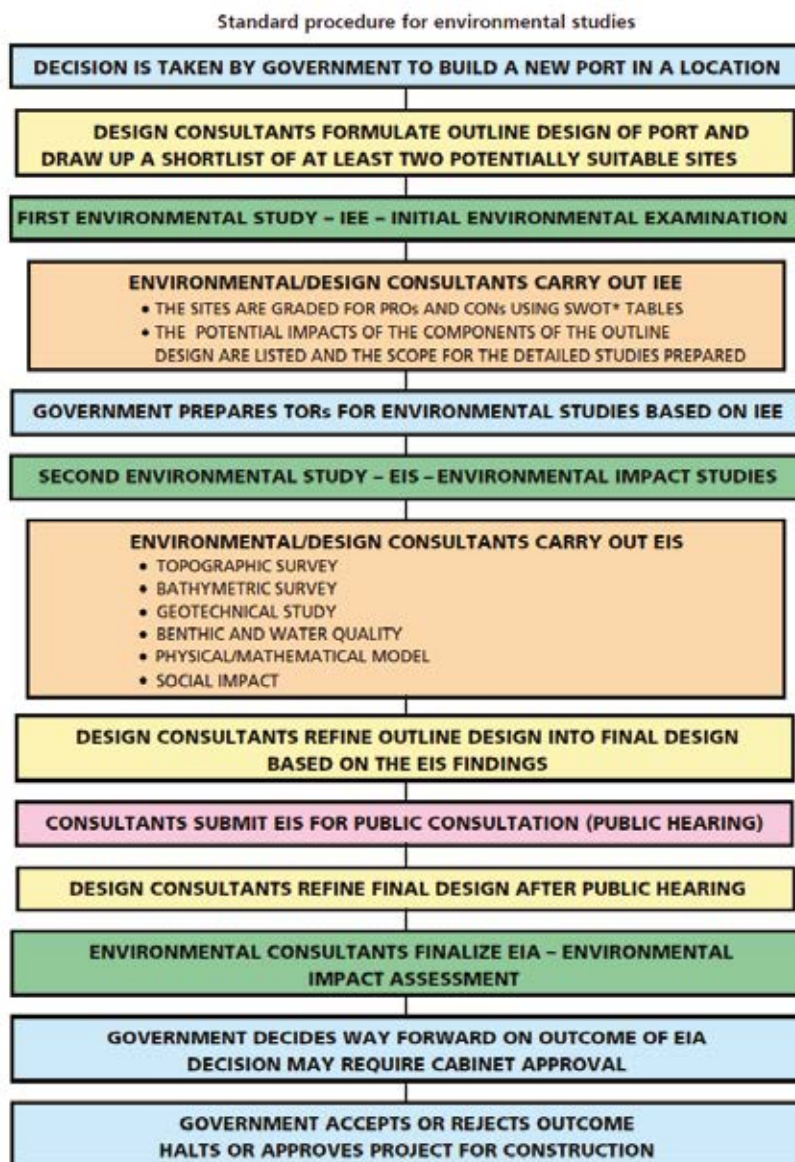 Standard procedure for environmental studies
DECISION IS TAKEN BY GOVERNMENT TO BUILD A NEW PORT IN A LOCATION
DESIGN CONSULTANTS FORMULATE OUTLINE DESIGN OF PORT AND
DRAW UP A SHORTLIST OF AT LEAST TWO POTENTIALLY SUITABLE SITES
FIRST ENVIRONMENTAL STUDY – IEE – INITIAL ENVIRONMENTAL EXAMINATION
ENVIRONMENTAL/DESIGN CONSULTANTS CARRY OUT IEE
• THE SITES ARE GRADED FOR PROs AND CONs USING SWOT* TABLES
• THE POTENTIAL IMPACTS OF THE COMPONENTS OF THE OUTLINE
DESIGN ARE LISTED AND THE SCOPE FOR THE DETAILED STUDIES PREPARED
GOVERNMENT PREPARES TORs FOR ENVIRONMENTAL STUDIES BASED ON IEE
SECOND ENVIRONMENTAL STUDY – EIS – ENVIRONMENTAL IMPACT STUDIES
ENVIRONMENTAL/DESIGN CONSULTANTS CARRY OUT EIS
• TOPOGRAPHIC SURVEY
• BATHYMETRIC SURVEY
• GEOTECHNICAL STUDY
• BENTHIC AND WATER QUALITY
• PHYSICAL/MATHEMATICAL MODEL
• SOCIAL IMPACT
DESIGN CONSULTANTS REFINE OUTLINE DESIGN INTO FINAL DESIGN
BASED ON THE EIS FINDINGS
CONSULTANTS SUBMIT EIS FOR PUBLIC CONSULTATION (PUBLIC HEARING)
DESIGN CONSULTANTS REFINE FINAL DESIGN AFTER PUBLIC HEARING
ENVIRONMENTAL CONSULTANTS FINALIZE EIA – ENVIRONMENTAL
IMPACT ASSESSMENT
GOVERNMENT DECIDES WAY FORWARD ON OUTCOME OF EIA
DECISION MAY REQUIRE CABINET APPROVAL
GOVERNMENT ACCEPTS OR REJECTS OUTCOME
HALTS OR APPROVES PROJECT FOR CONSTRUCTION